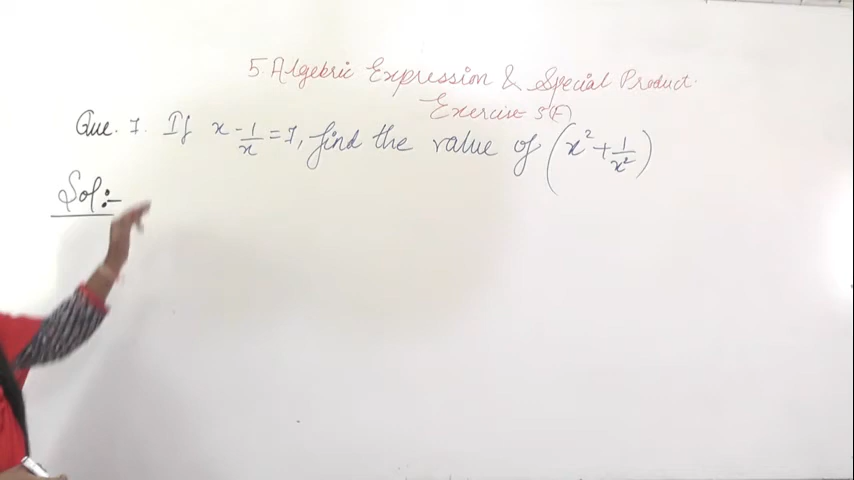 5. Algebric Expression & Special Product.
Exercise 5(F)
Que. 7. If x - 1/x = 7, find the value of (x² + 1/x²)
Sol:-